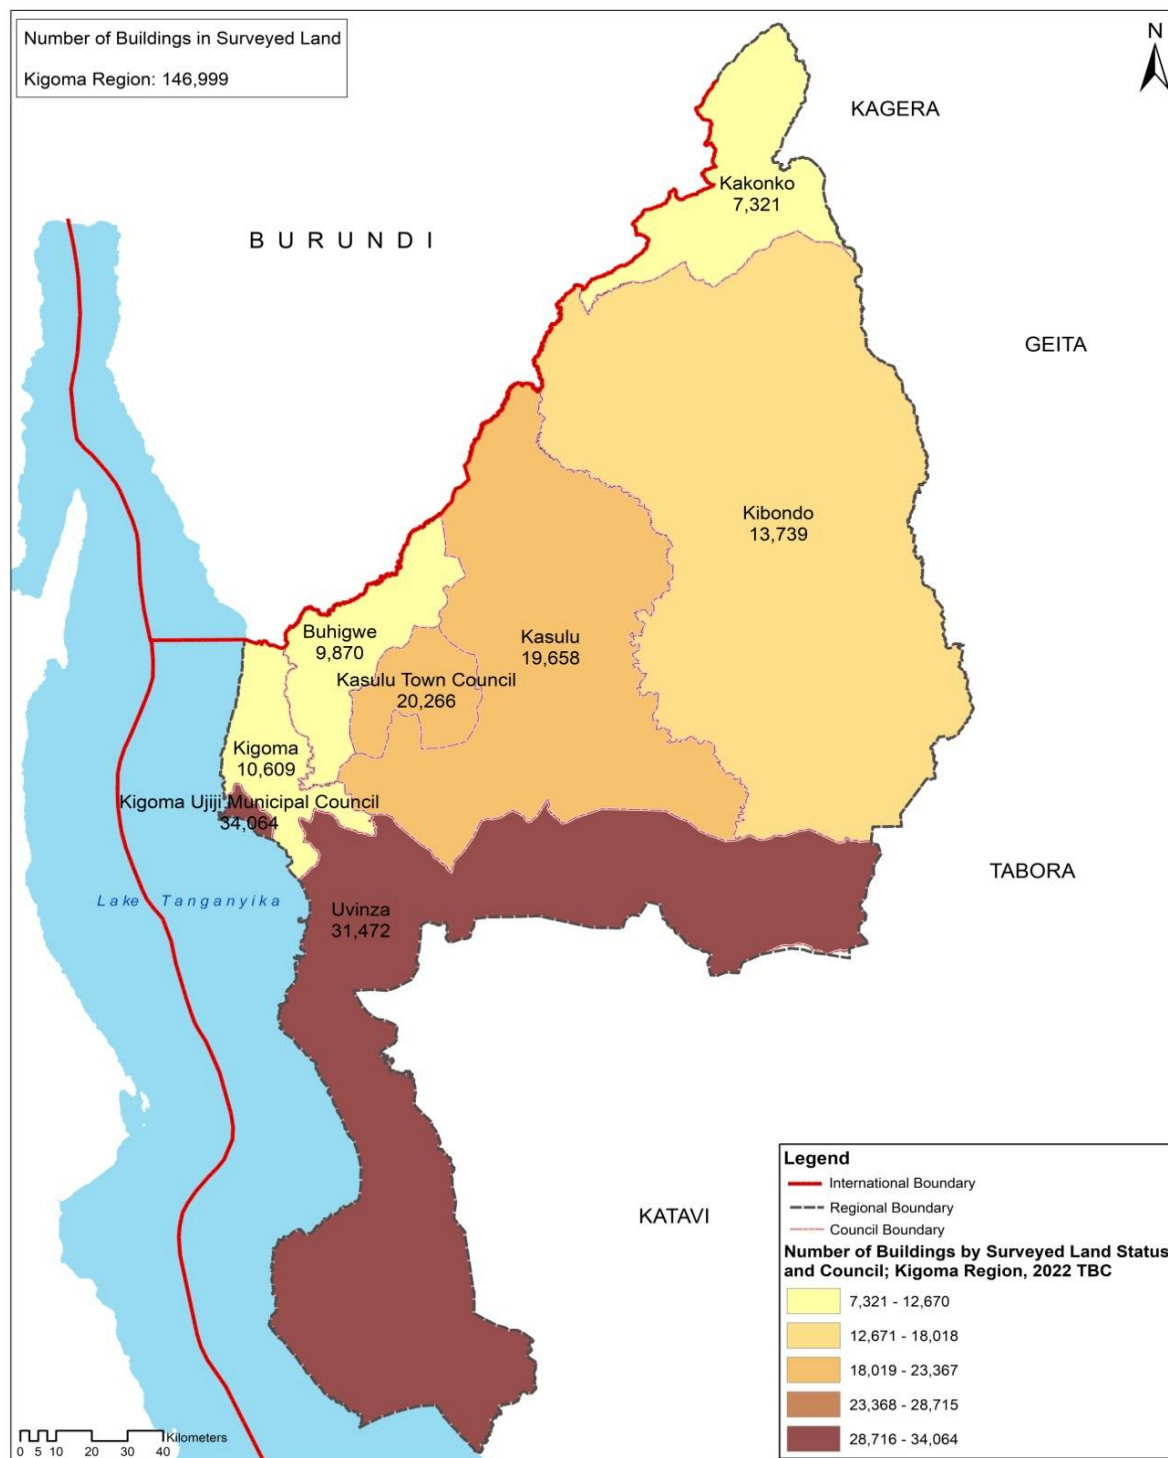 Number of Buildings in Surveyed Land
Kigoma Region: 146,999
N
KAGERA
Kakonko
7,321
BURUNDI
GEITA
Kibondo
13,739
Buhigwe
9,870
Kasulu
19,658
Kasulu Town Council
20,266
Kigoma
10,609
Kigoma Ujiji Municipal Council
34,064
TABORA
Lake Tanganyika
Uvinza
31,472
KATAVI
Legend
International Boundary
Regional Boundary
Council Boundary
Number of Buildings by Surveyed Land Status
and Council; Kigoma Region, 2022 TBC
7,321 - 12,670
12,671 - 18,018
18,019 - 23,367
23,368 - 28,715
28,716 - 34,064
Kilometers
0 5 10 20 30 40